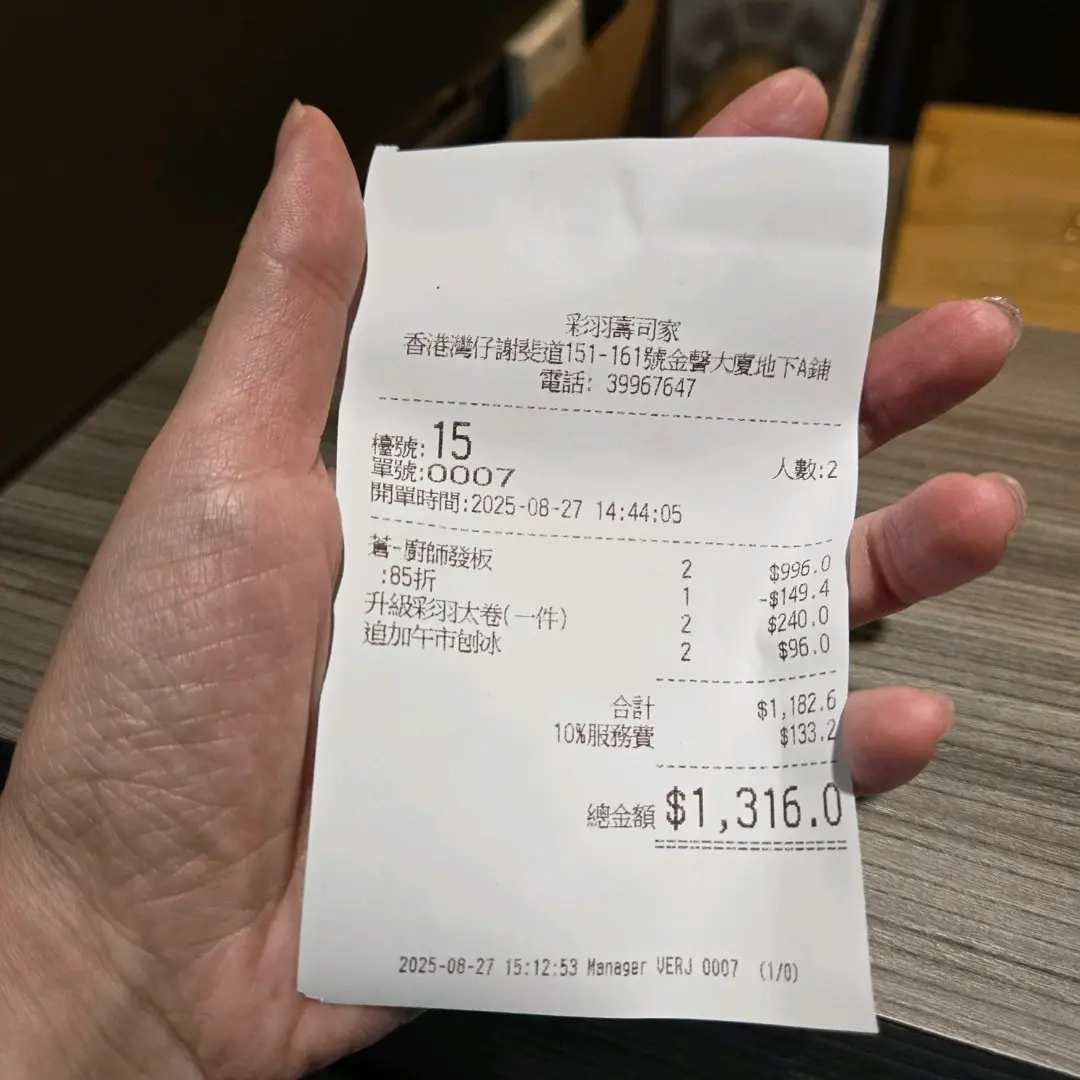 彩羽壽司家
香港灣仔謝斐道151-161號金聲大廈地下A鋪
電話: 39967647
檯號:15
單號:0007 人數:2
開單時間:2025-08-27 14:44:05
蒼-廚師發板 2 $996.0
:85折 1 -$149.4
升級彩羽太卷(一件) 2 $240.0
追加午市刨冰 2 $96.0
合計 $1,182.6
10%服務費 $133.2
總金額 $1,316.0
2025-08-27 15:12:53 Manager VERJ 0007 (1/0)